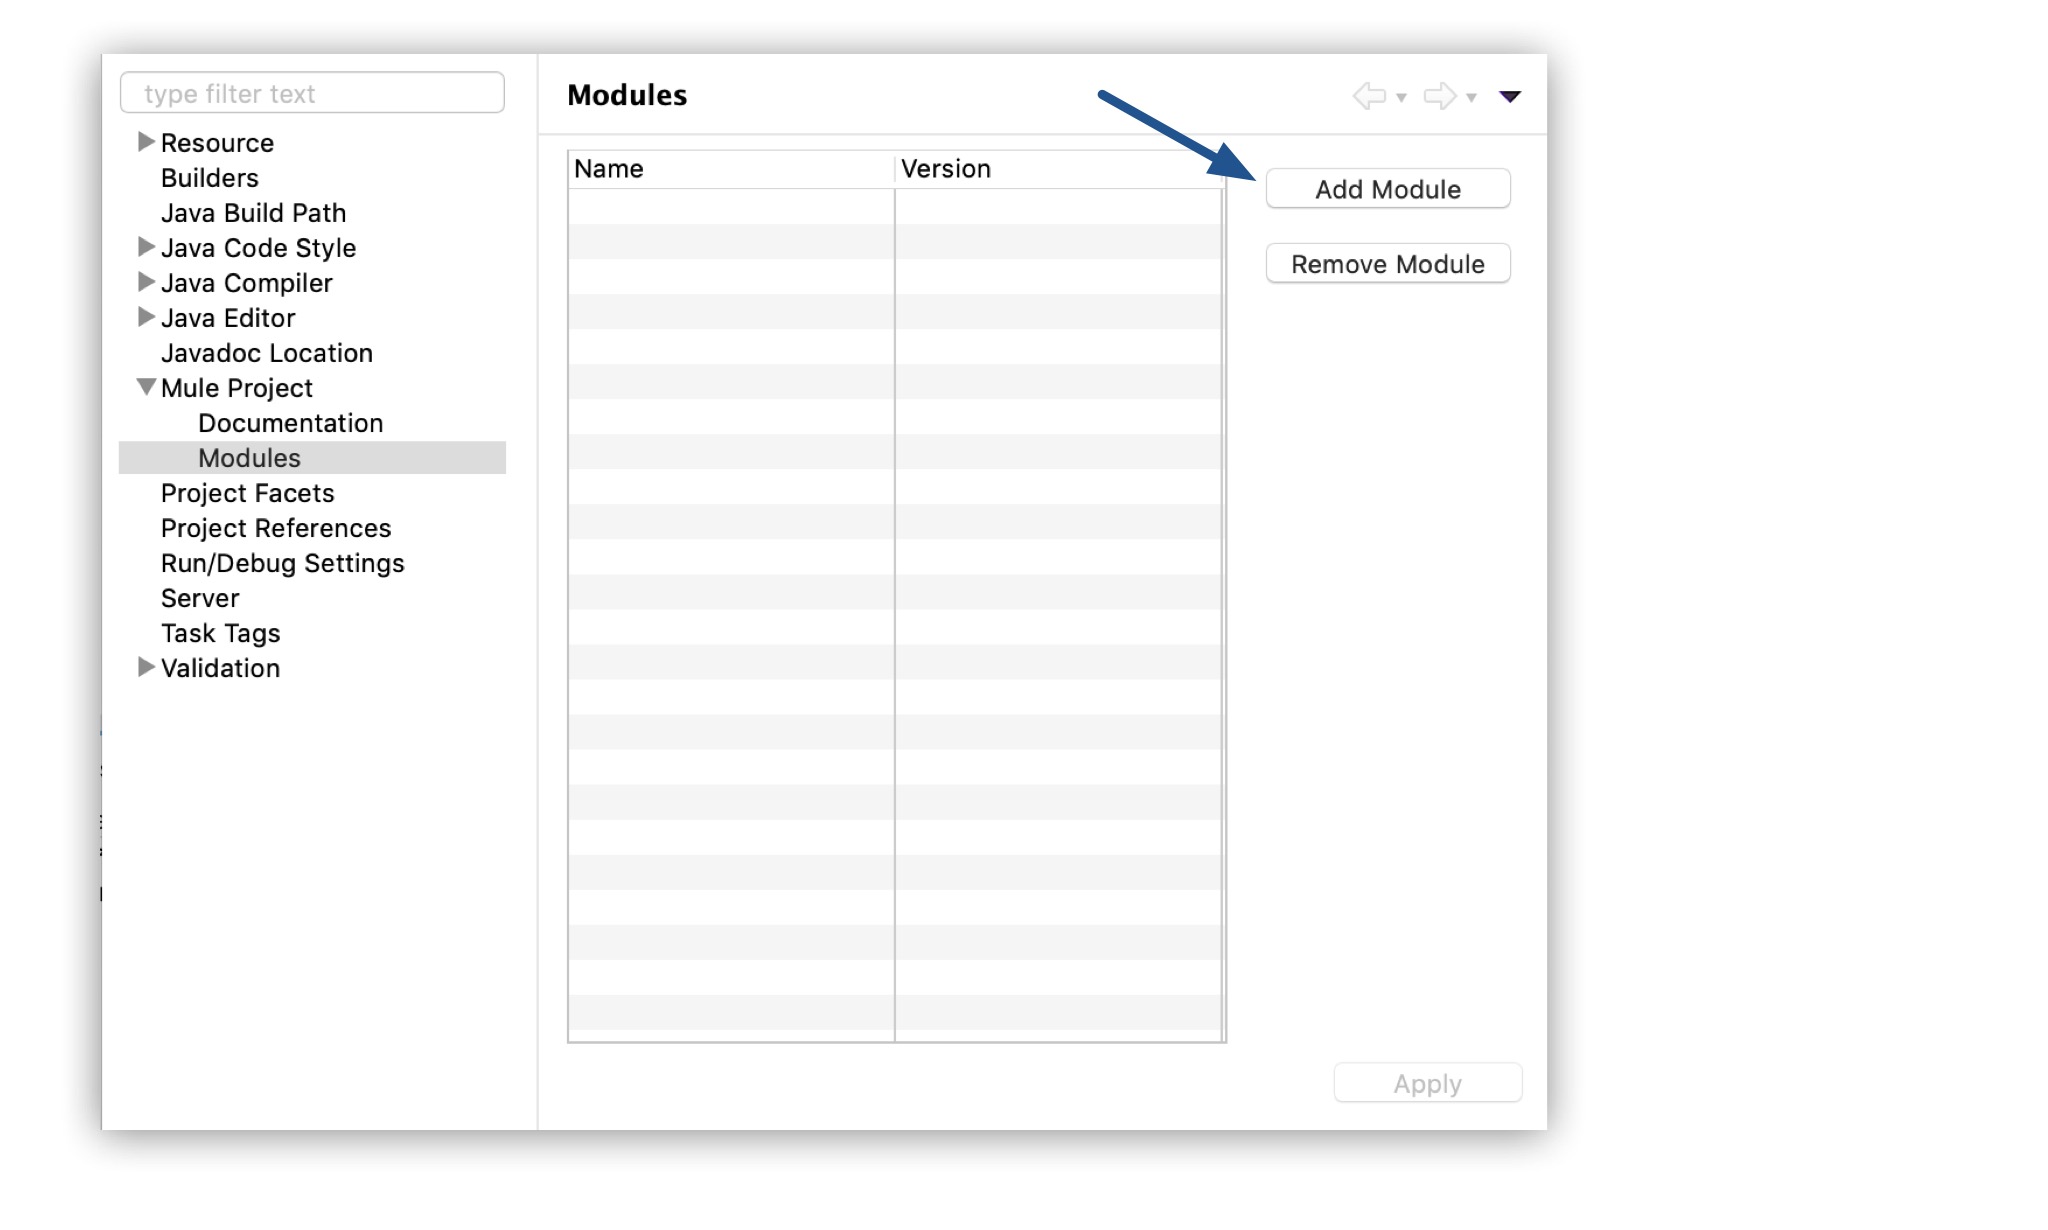 type filter text
Resource
Builders
Java Build Path
Java Code Style
Java Compiler
Java Editor
Javadoc Location
Mule Project
Documentation
Modules
Project Facets
Project References
Run/Debug Settings
Server
Task Tags
Validation
Modules
Name Version
Add Module
Remove Module
Apply